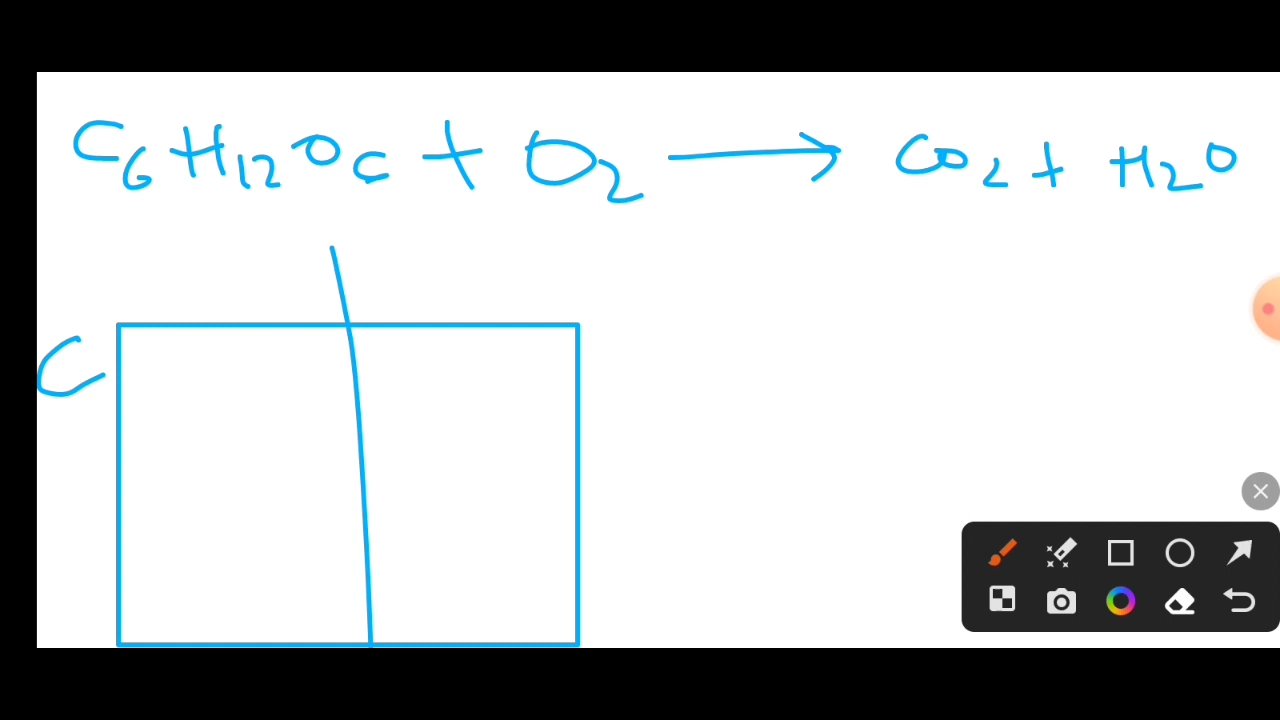 C6H12O6 + O2 → CO2 + H2O
C